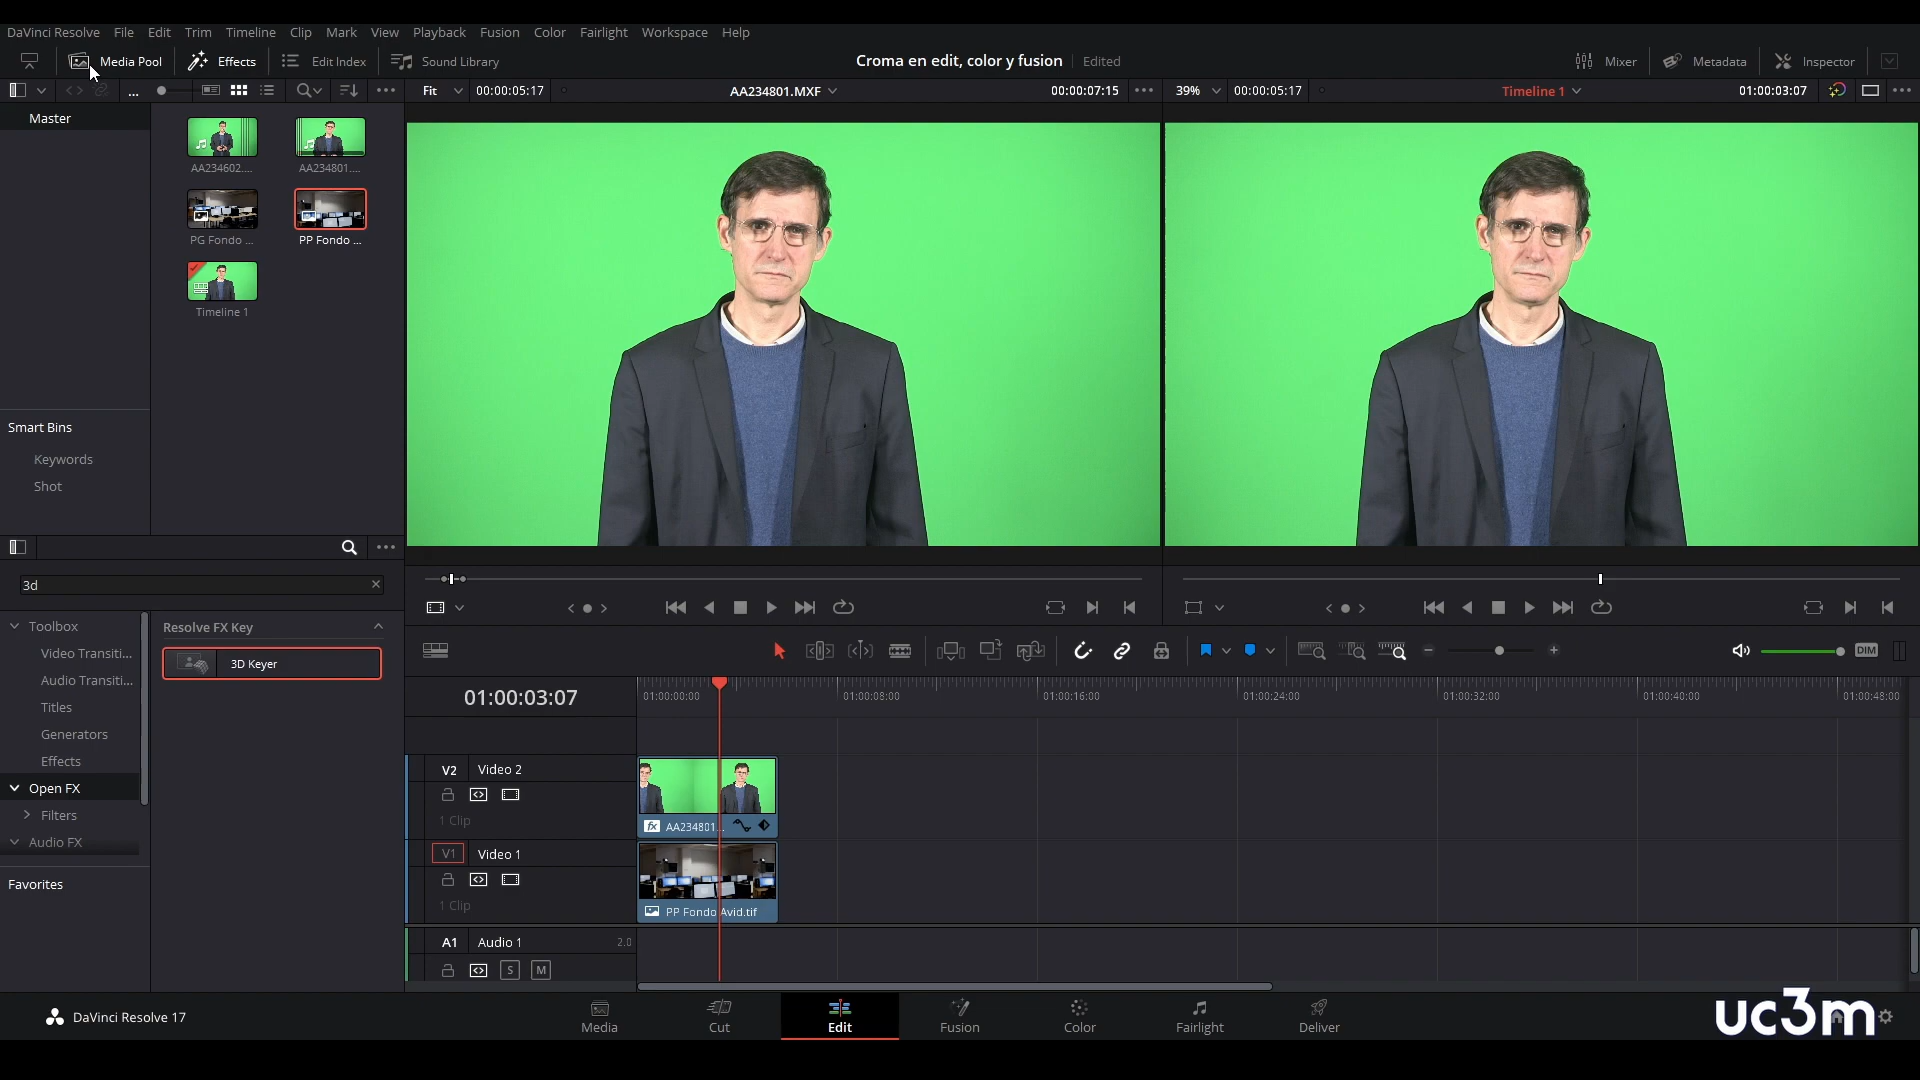 DaVinci Resolve File Edit Trim Timeline Clip Mark View Playback Fusion Color Fairlight Workspace Help
Media Pool Effects Edit Index Sound Library Croma en edit, color y fusion Edited Mixer Metadata Inspector
... Fit 00:00:05:17 AA234801.MXF 00:00:07:15 39% 00:00:05:17 Timeline 1 01:00:03:07
Master
AA234602.... AA234801....
PG Fondo ... PP Fondo ...
Timeline 1
Smart Bins
Keywords
Shot
3d
Toolbox
Video Transiti...
Audio Transiti...
Titles
Generators
Effects
Open FX
Filters
Audio FX
Favorites
Resolve FX Key
3D Keyer
DIM
01:00:03:07
01:00:00:00 01:00:08:00 01:00:16:00 01:00:24:00 01:00:32:00 01:00:40:00 01:00:48:00
V2 Video 2
1 Clip
fx AA234801...
V1 Video 1
1 Clip
PP Fondo Avid.tif
A1 Audio 1 2.0
S M
DaVinci Resolve 17
Media Cut Edit Fusion Color Fairlight Deliver
uc3m